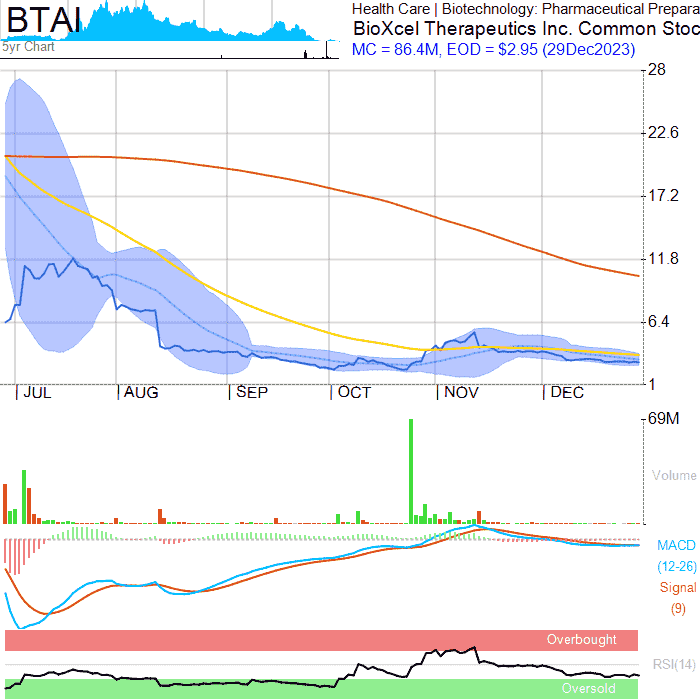 BTAI
5yr Chart
Health Care | Biotechnology: Pharmaceutical Prepara
BioXcel Therapeutics Inc. Common Stoc
MC = 86.4M, EOD = $2.95 (29Dec2023)
28
22.6
17.2
11.8
6.4
1
JUL AUG SEP OCT NOV DEC
69M
Volume
MACD
(12-26)
Signal
(9)
Overbought
RSI(14)
Oversold